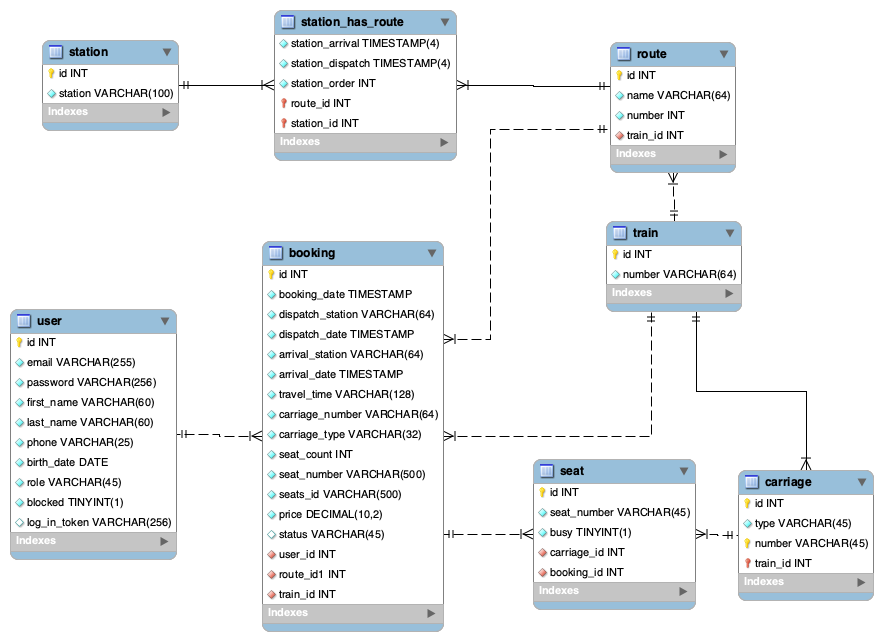 station
id INT
station VARCHAR(100)
Indexes
station_has_route
station_arrival TIMESTAMP(4)
station_dispatch TIMESTAMP(4)
station_order INT
route_id INT
station_id INT
Indexes
route
id INT
name VARCHAR(64)
number INT
train_id INT
Indexes
train
id INT
number VARCHAR(64)
Indexes
booking
id INT
booking_date TIMESTAMP
dispatch_station VARCHAR(64)
dispatch_date TIMESTAMP
arrival_station VARCHAR(64)
arrival_date TIMESTAMP
travel_time VARCHAR(128)
carriage_number VARCHAR(64)
carriage_type VARCHAR(32)
seat_count INT
seat_number VARCHAR(500)
seats_id VARCHAR(500)
price DECIMAL(10,2)
status VARCHAR(45)
user_id INT
route_id1 INT
train_id INT
Indexes
user
id INT
email VARCHAR(255)
password VARCHAR(256)
first_name VARCHAR(60)
last_name VARCHAR(60)
phone VARCHAR(25)
birth_date DATE
role VARCHAR(45)
blocked TINYINT(1)
log_in_token VARCHAR(256)
Indexes
seat
id INT
seat_number VARCHAR(45)
busy TINYINT(1)
carriage_id INT
booking_id INT
Indexes
carriage
id INT
type VARCHAR(45)
number VARCHAR(45)
train_id INT
Indexes